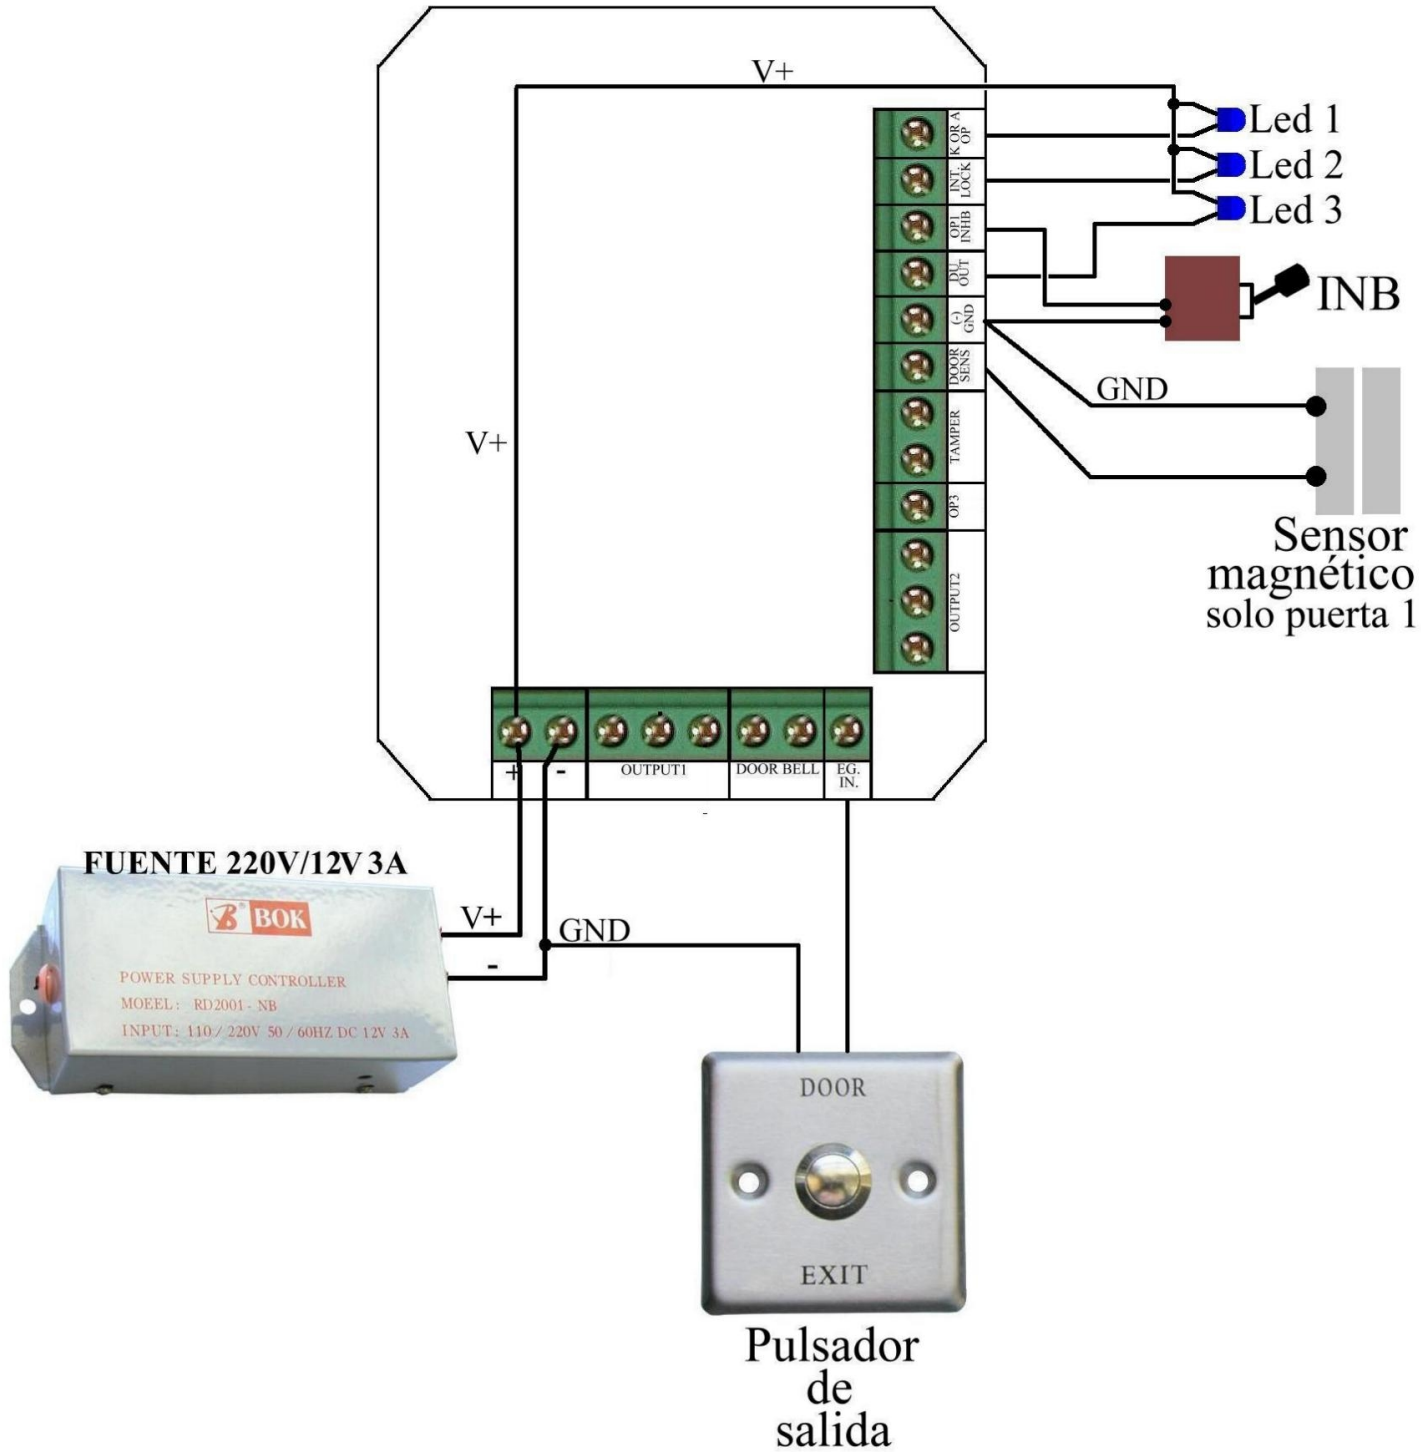 V+
Led 1
Led 2
Led 3
K OR A
OP
INT.
LOCK
OP1
INHB
DU
OUT
(-)
GND
DOOR
SENS
TAMPER
OP3
OUTPUT2
INB
GND
V+
Sensor
magnético
solo puerta 1
+
-
OUTPUT1
DOOR BELL
EG.
IN.
-
FUENTE 220V/12V 3A
B® BOK
POWER SUPPLY CONTROLLER
MOEEL: RD2001-NB
INPUT: 110/220V 50/60HZ DC 12V 3A
V+
-
GND
DOOR
EXIT
Pulsador
de
salida